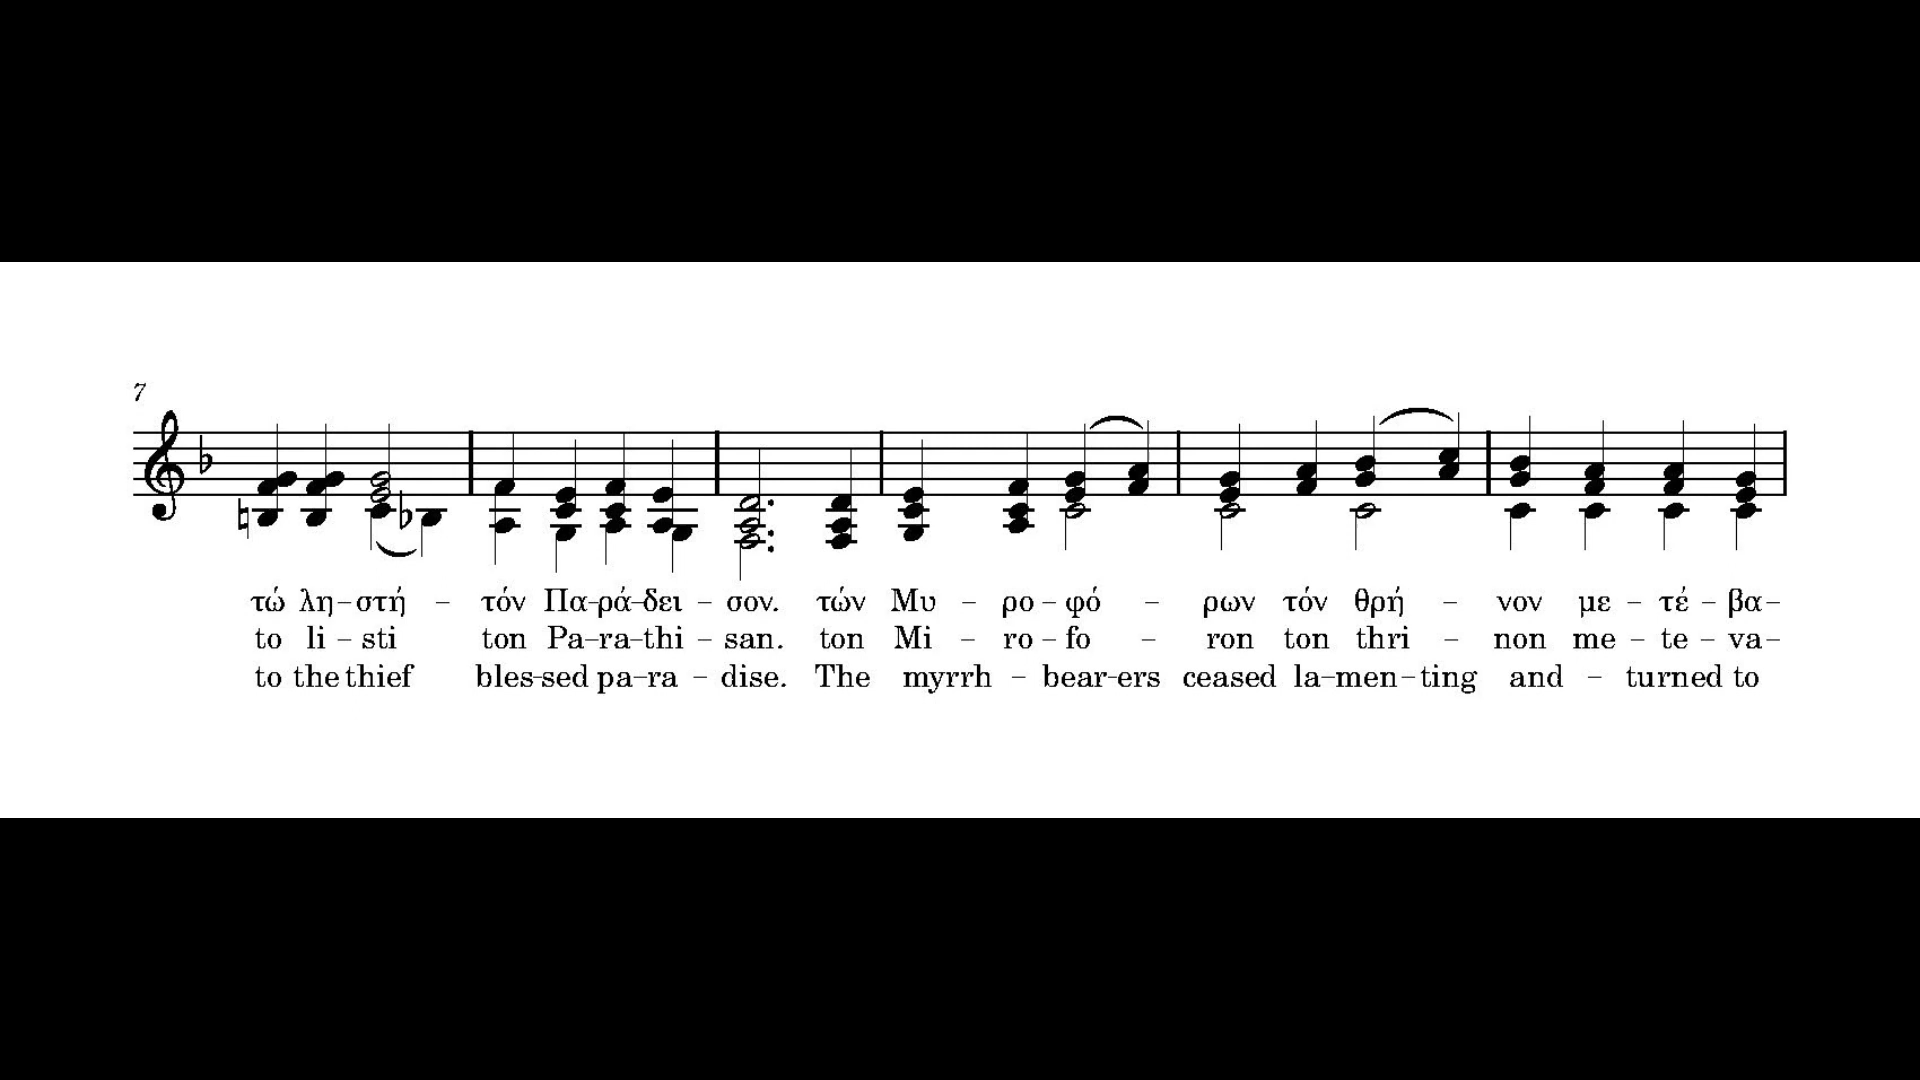 7
τώ λη-στή - τόν Πα-ρά-δει - σον. τών Μυ - ρο - φό - ρων τόν θρή - νον με - τέ - βα-
to li - sti ton Pa-ra-thi - san. ton Mi - ro - fo - ron ton thri - non me - te - va-
to the thief bles-sed pa-ra - dise. The myrrh - bear-ers ceased la-men-ting and - turned to